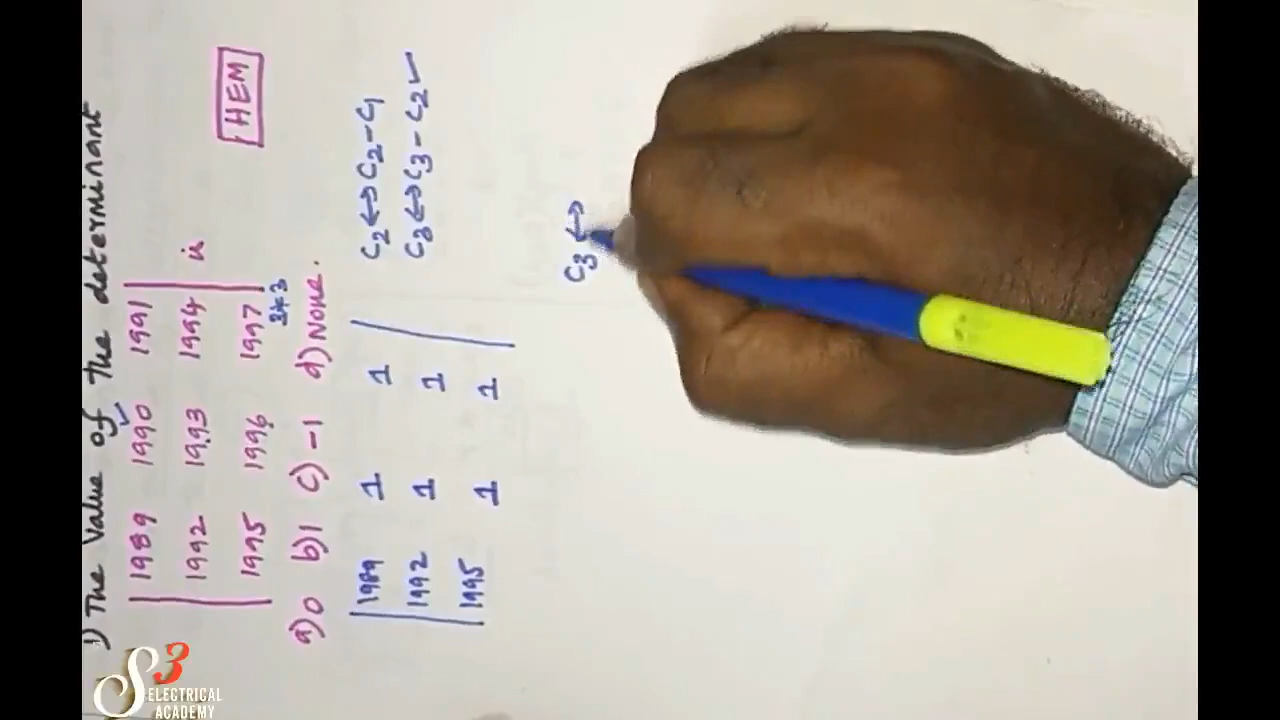 1) The value of the determinant
1989 1990 1991
1992 1993 1994 is
1995 1996 1997
3*3
HEM
a) 0 b) 1 c) -1 d) None.
1989 1 1 C2 ↔ C2 - C1
1992 1 1 C3 ↔ C3 - C2 ✓
1995 1 1
C3 ↔
S3
ELECTRICAL
ACADEMY